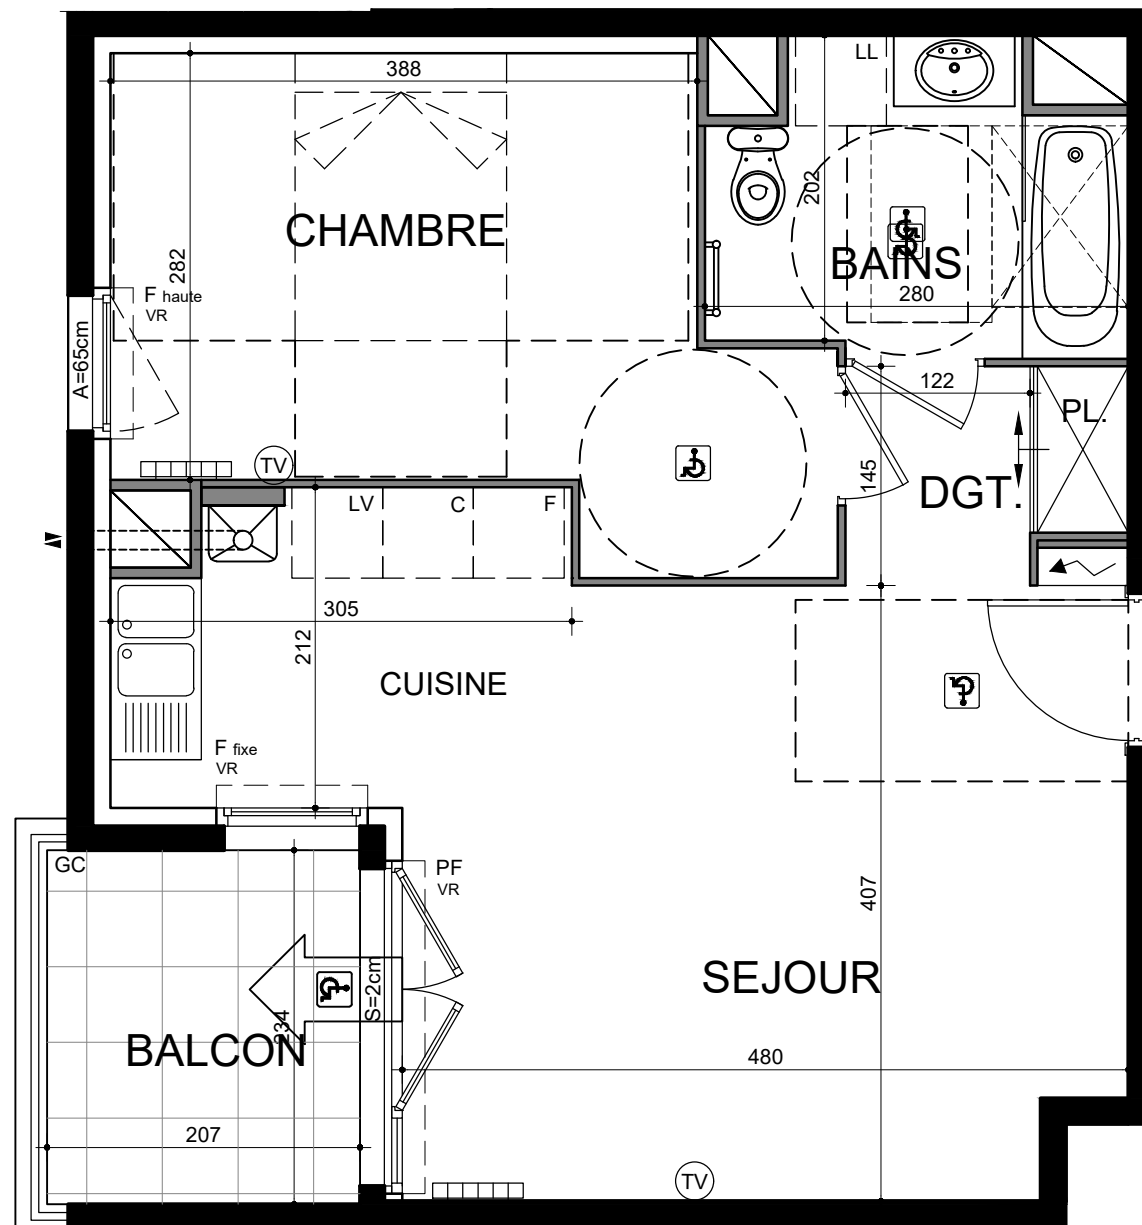 388
LL
CHAMBRE
202
BAINS
282
280
F haute
VR
A=65cm
122
PL.
TV
145
DGT.
LV
C
F
305
212
CUISINE
F fixe
VR
GC
PF
VR
407
S=2cm
SEJOUR
234
BALCON
480
207
TV